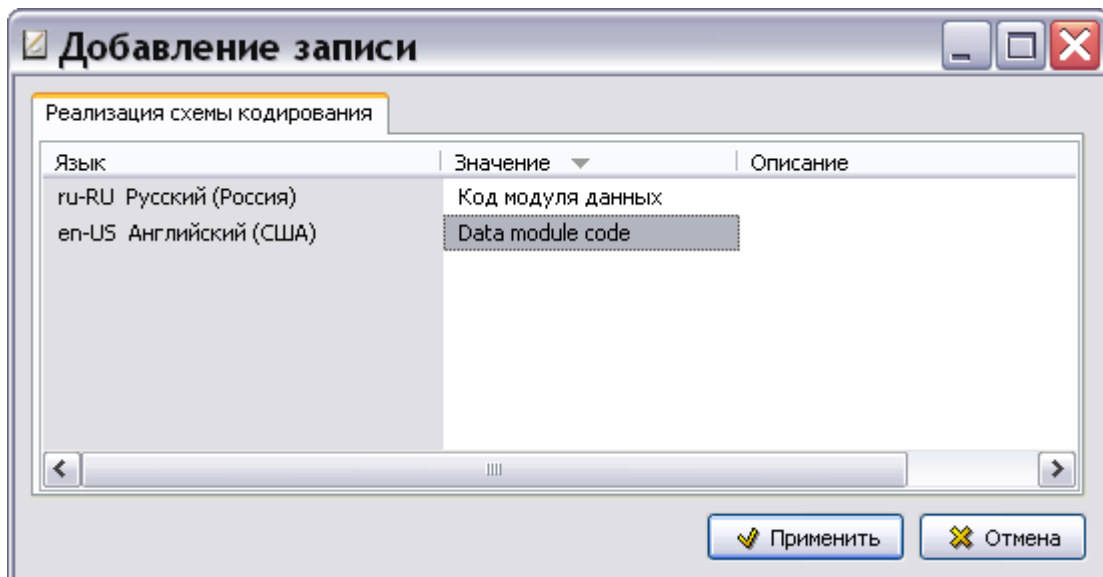 Добавление записи
Реализация схемы кодирования
Язык Значение Описание
ru-RU Русский (Россия) Код модуля данных
en-US Английский (США) Data module code
Применить Отмена